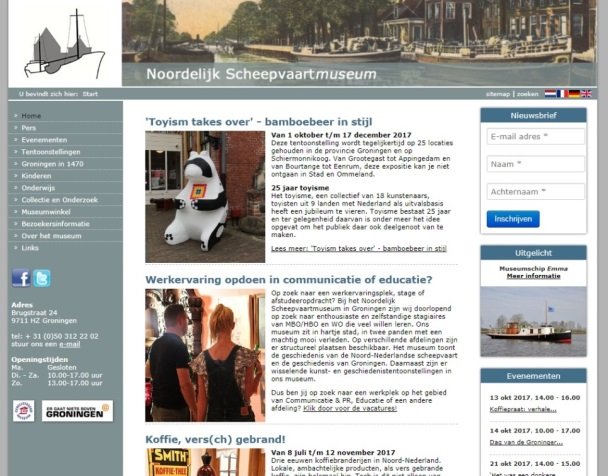 Noordelijk Scheepvaartmuseum
U bevindt zich hier: Start
sitemap | zoeken
Home
Pers
Evenementen
Tentoonstellingen
Groningen in 1470
Kinderen
Onderwijs
Collectie en Onderzoek
Museumwinkel
Bezoekersinformatie
Over het museum
Links
Adres
Brugstraat 24
9711 HZ Groningen
tel: + 31 (0)50 312 22 02
stuur ons een e-mail
Openingstijden
Ma. Gesloten
Di. - Za. 10.00-17.00 uur
Zo. 13.00-17.00 uur
ER GAAT NIETS BOVEN
GRONINGEN
'Toyism takes over' - bamboebeer in stijl
Van 1 oktober t/m 17 december 2017
Deze tentoonstelling wordt tegelijkertijd op 25 locaties
gehouden in de provincie Groningen en op
Schiermonnikoog. Van Grootegast tot Appingedam en
van Bourtange tot Eenrum, deze expositie kan je niet
ontgaan in Stad en Ommeland.
25 jaar toyisme
Het toyisme, een collectief van 18 kunstenaars,
toyisten uit 9 landen met Nederland als uitvalsbasis
heeft een jubileum te vieren. Toyisme bestaat 25 jaar
en ter gelegenheid daarvan is onder meer het idee
opgevat om het publiek daar ook deelgenoot van te
maken.
Lees meer: 'Toyism takes over' - bamboebeer in stijl
Werkervaring opdoen in communicatie of educatie?
Op zoek naar een werkervaringsplek, stage of
afstudeeropdracht? Bij het Noordelijk
Scheepvaartmuseum in Groningen zijn wij doorlopend
op zoek naar enthousiaste en zelfstandige stagiaires
van MBO/HBO en WO die veel willen leren. Ons
museum zit in hartje stad, in twee panden met een
machtig mooi verleden. Op verschillende afdelingen zijn
er structureel plaatsen beschikbaar. Het museum toont
de geschiedenis van de Noord-Nederlandse scheepvaart
en de geschiedenis van Groningen. Daarnaast zijn er
wisselende kunst- en geschiedenistentoonstellingen in
ons museum.
Dus ben jij op zoek naar een werkplek op het gebied
van Communicatie & PR, Educatie of een andere
afdeling? Klik door voor de vacatures!
Koffie, vers(ch) gebrand!
SMITH'S
KOFFIE-THEE
Van 8 juli t/m 12 november 2017
Drie eeuwen koffiebranderijen in Noord-Nederland.
Lokale, ambachtelijke producten, als vers gebrande
Nieuwsbrief
E-mail adres *
Naam *
Achternaam *
Inschrijven
Uitgelicht
Museumschip Emma
Meer informatie
Evenementen
13 okt 2017, 14.00 - 16.00
Koffiepraat: verhale...
14 okt 2017, 10.00 - 17.00
Dag van de Groninger...
21 okt 2017, 14.00 - 15.00